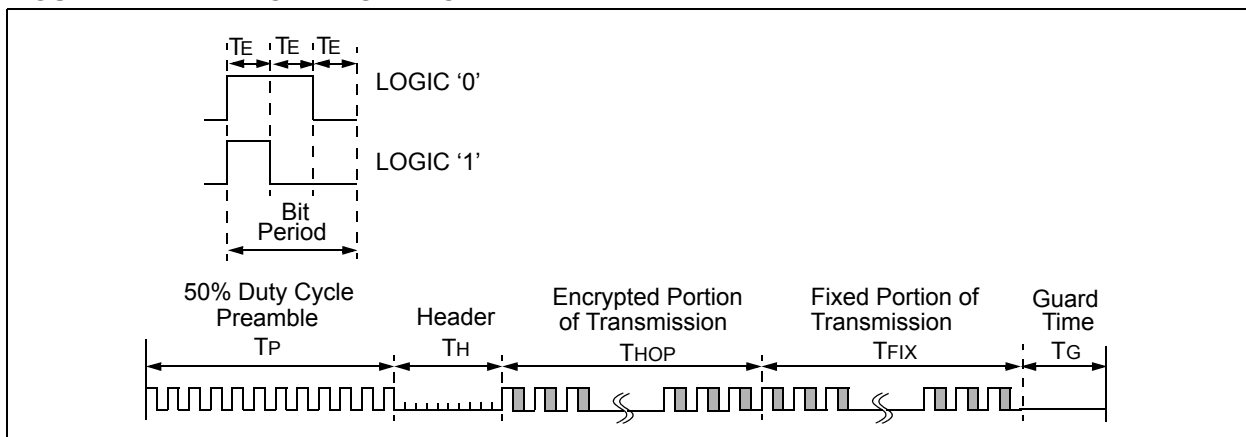 TE TE TE
LOGIC ‘0’
LOGIC ‘1’
Bit
Period
50% Duty Cycle
Preamble
TP
Header
TH
Encrypted Portion
of Transmission
THOP
Fixed Portion of
Transmission
TFIX
Guard
Time
TG